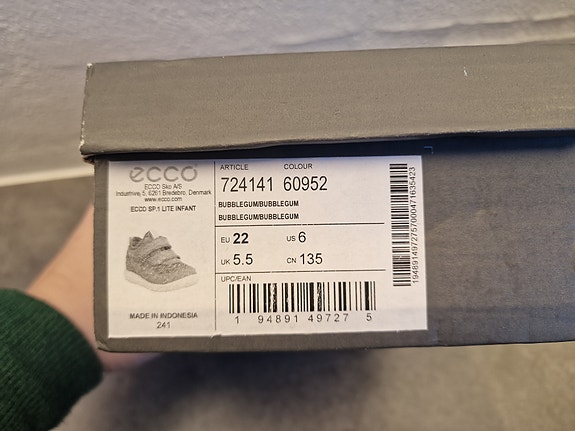 ecco
ECCO Sko A/S
Industrivej 5, 6261 Bredebro, Denmark
www.ecco.com
ECCO SP.1 LITE INFANT
MADE IN INDONESIA
241
ARTICLE COLOUR
724141 60952
BUBBLEGUM/BUBBLEGUM
BUBBLEGUM/BUBBLEGUM
EU 22 US 6
UK 5.5 CN 135
UPC/EAN
1 94891 49727 5
194891497275700047163 5423